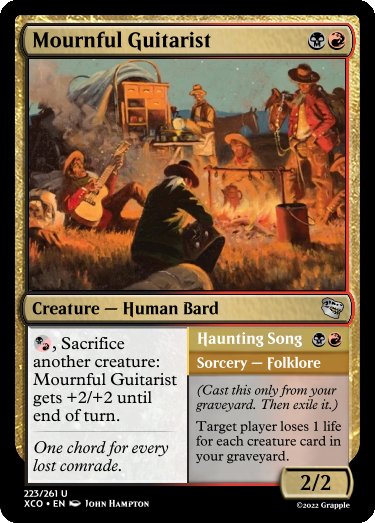 Mournful Guitarist
Creature — Human Bard
, Sacrifice
another creature:
Mournful Guitarist
gets +2/+2 until
end of turn.
One chord for every
lost comrade.
Haunting Song
Sorcery — Folklore
(Cast this only from your
graveyard. Then exile it.)
Target player loses 1 life
for each creature card in
your graveyard.
2/2
223/261 U
XCO • EN John Hampton
©2022 Grapple